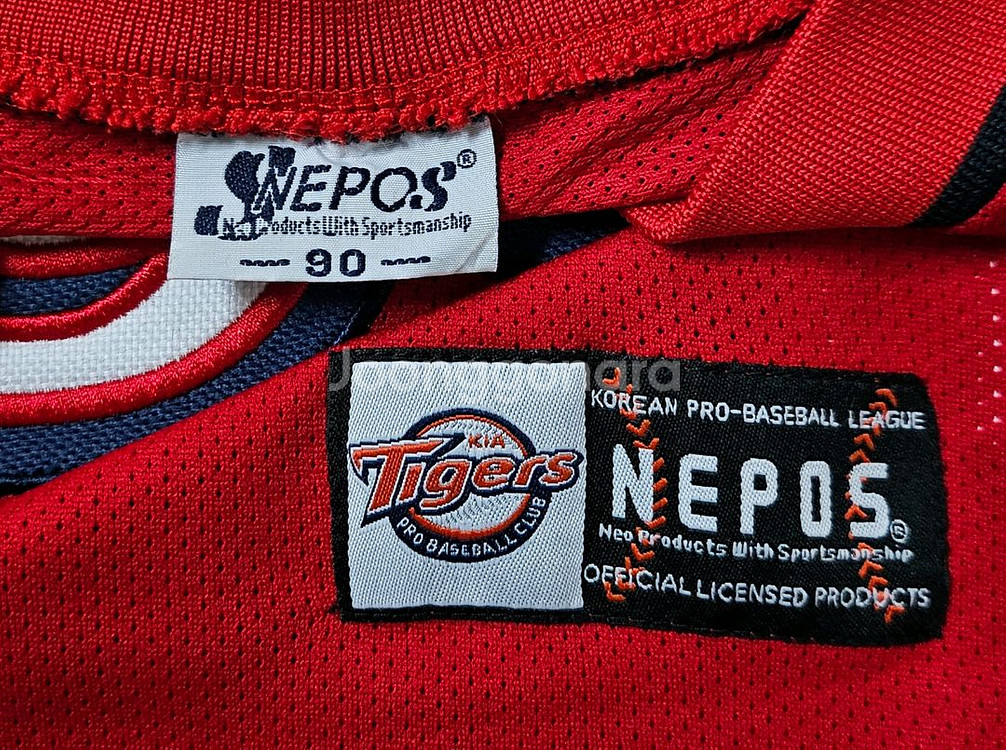 NEPOS®
Neo Products With Sportsmanship
90
Joonggonara
KIA
Tigers
PRO BASEBALL CLUB
KOREAN PRO-BASEBALL LEAGUE
NEPOS®
Neo Products With Sportsmanship
OFFICIAL LICENSED PRODUCTS